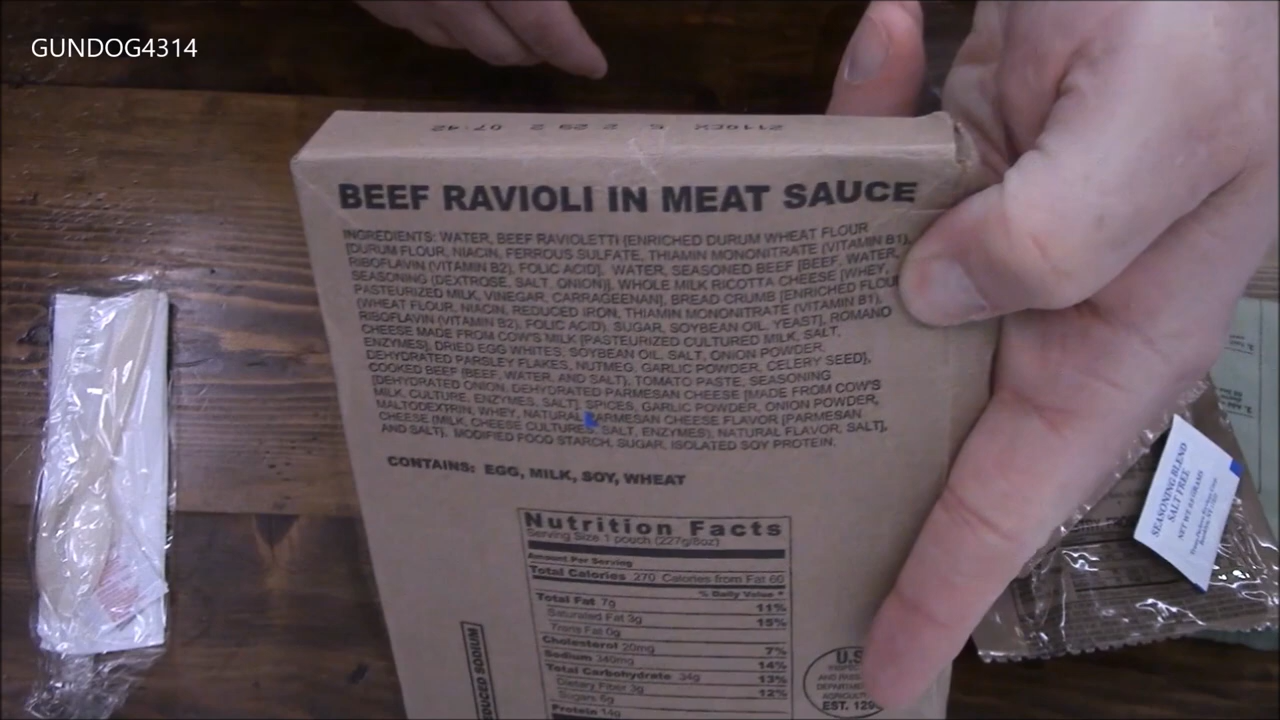 GUNDOG4314
BEEF RAVIOLI IN MEAT SAUCE
INGREDIENTS: WATER, BEEF RAVIOLETTI {ENRICHED DURUM WHEAT FLOUR
[DURUM FLOUR, NIACIN, FERROUS SULFATE, THIAMIN MONONITRATE (VITAMIN B1),
RIBOFLAVIN (VITAMIN B2), FOLIC ACID], WATER, SEASONED BEEF [BEEF, WATER,
SEASONING (DEXTROSE, SALT, ONION)], WHOLE MILK RICOTTA CHEESE [WHEY,
PASTEURIZED MILK, VINEGAR, CARRAGEENAN], BREAD CRUMB [ENRICHED FLOUR
(WHEAT FLOUR, NIACIN, REDUCED IRON, THIAMIN MONONITRATE (VITAMIN B1),
RIBOFLAVIN (VITAMIN B2), FOLIC ACID), SUGAR, SOYBEAN OIL, YEAST], ROMANO
CHEESE MADE FROM COW'S MILK [PASTEURIZED CULTURED MILK, SALT,
ENZYMES], DRIED EGG WHITES, SOYBEAN OIL, SALT, ONION POWDER,
DEHYDRATED PARSLEY FLAKES, NUTMEG, GARLIC POWDER, CELERY SEED},
COOKED BEEF (BEEF, WATER, AND SALT), TOMATO PASTE, SEASONING
{DEHYDRATED ONION, DEHYDRATED PARMESAN CHEESE [MADE FROM COW'S
MILK, CULTURE, ENZYMES, SALT], SPICES, GARLIC POWDER, ONION POWDER,
MALTODEXTRIN, WHEY, NATURAL PARMESAN CHEESE FLAVOR [PARMESAN
CHEESE (MILK, CHEESE CULTURES, SALT, ENZYMES), NATURAL FLAVOR, SALT],
AND SALT}, MODIFIED FOOD STARCH, SUGAR, ISOLATED SOY PROTEIN.
CONTAINS: EGG, MILK, SOY, WHEAT
Nutrition Facts
Serving Size 1 pouch (227g/8oz)
Amount Per Serving
Total Calories 270 Calories from Fat 60
% Daily Value *
Total Fat 7g 11%
Saturated Fat 3g 15%
Trans Fat 0g
Cholesterol 20mg 7%
Sodium 340mg 14%
Total Carbohydrate 34g 13%
Dietary Fiber 3g 12%
Sugars 6g
Protein 14g
REDUCED SODIUM
U.S.
EST. 129
SEASONING BLEND
SALT FREE